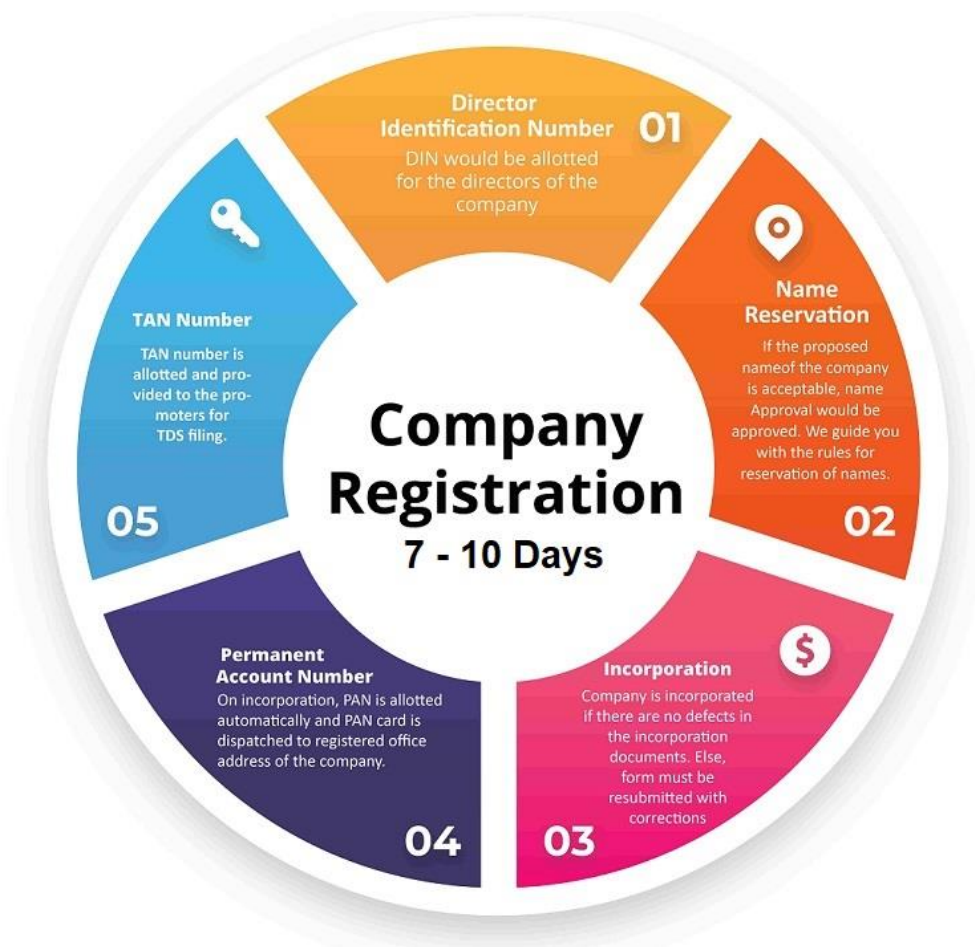 Company
Registration
7 - 10 Days
Director
Identification Number
01
DIN would be allotted
for the directors of the
company
Name
Reservation
If the proposed
nameof the company
is acceptable, name
Approval would be
approved. We guide you
with the rules for
reservation of names.
02
Incorporation
Company is incorporated
if there are no defects in
the incorporation
documents. Else,
form must be
resubmitted with
corrections
03
Permanent
Account Number
On incorporation, PAN is allotted
automatically and PAN card is
dispatched to registered office
address of the company.
04
TAN Number
TAN number is
allotted and pro-
vided to the pro-
moters for
TDS filing.
05